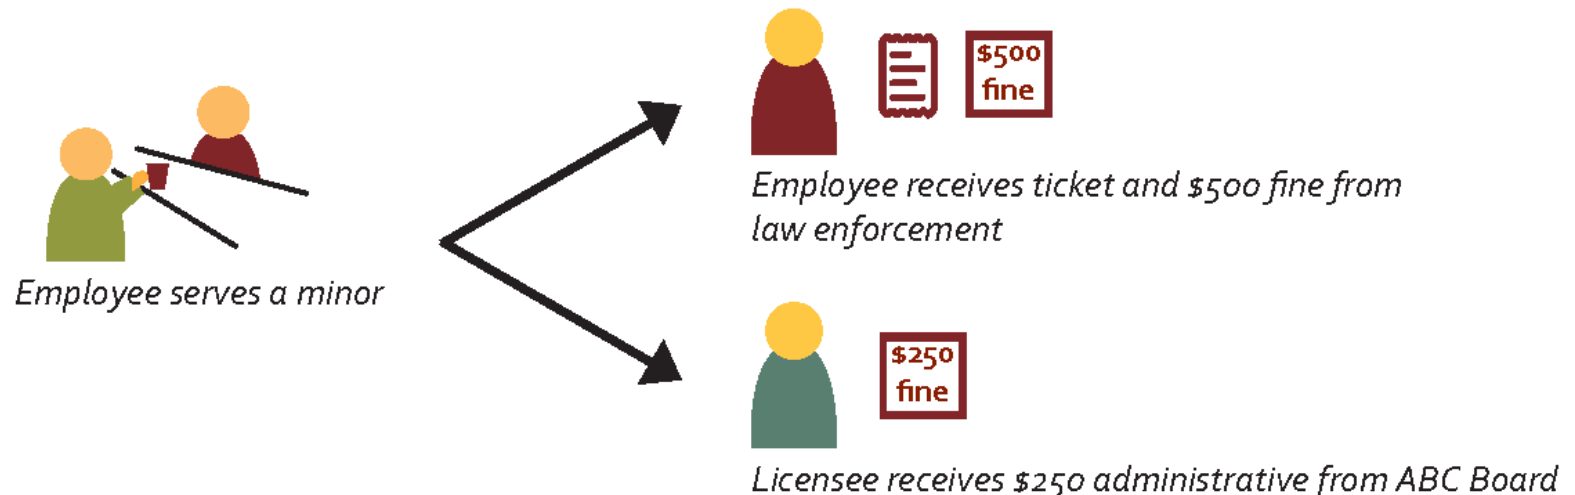 $500
fine
Employee receives ticket and $500 fine from
law enforcement
Employee serves a minor
$250
fine
Licensee receives $250 administrative from ABC Board